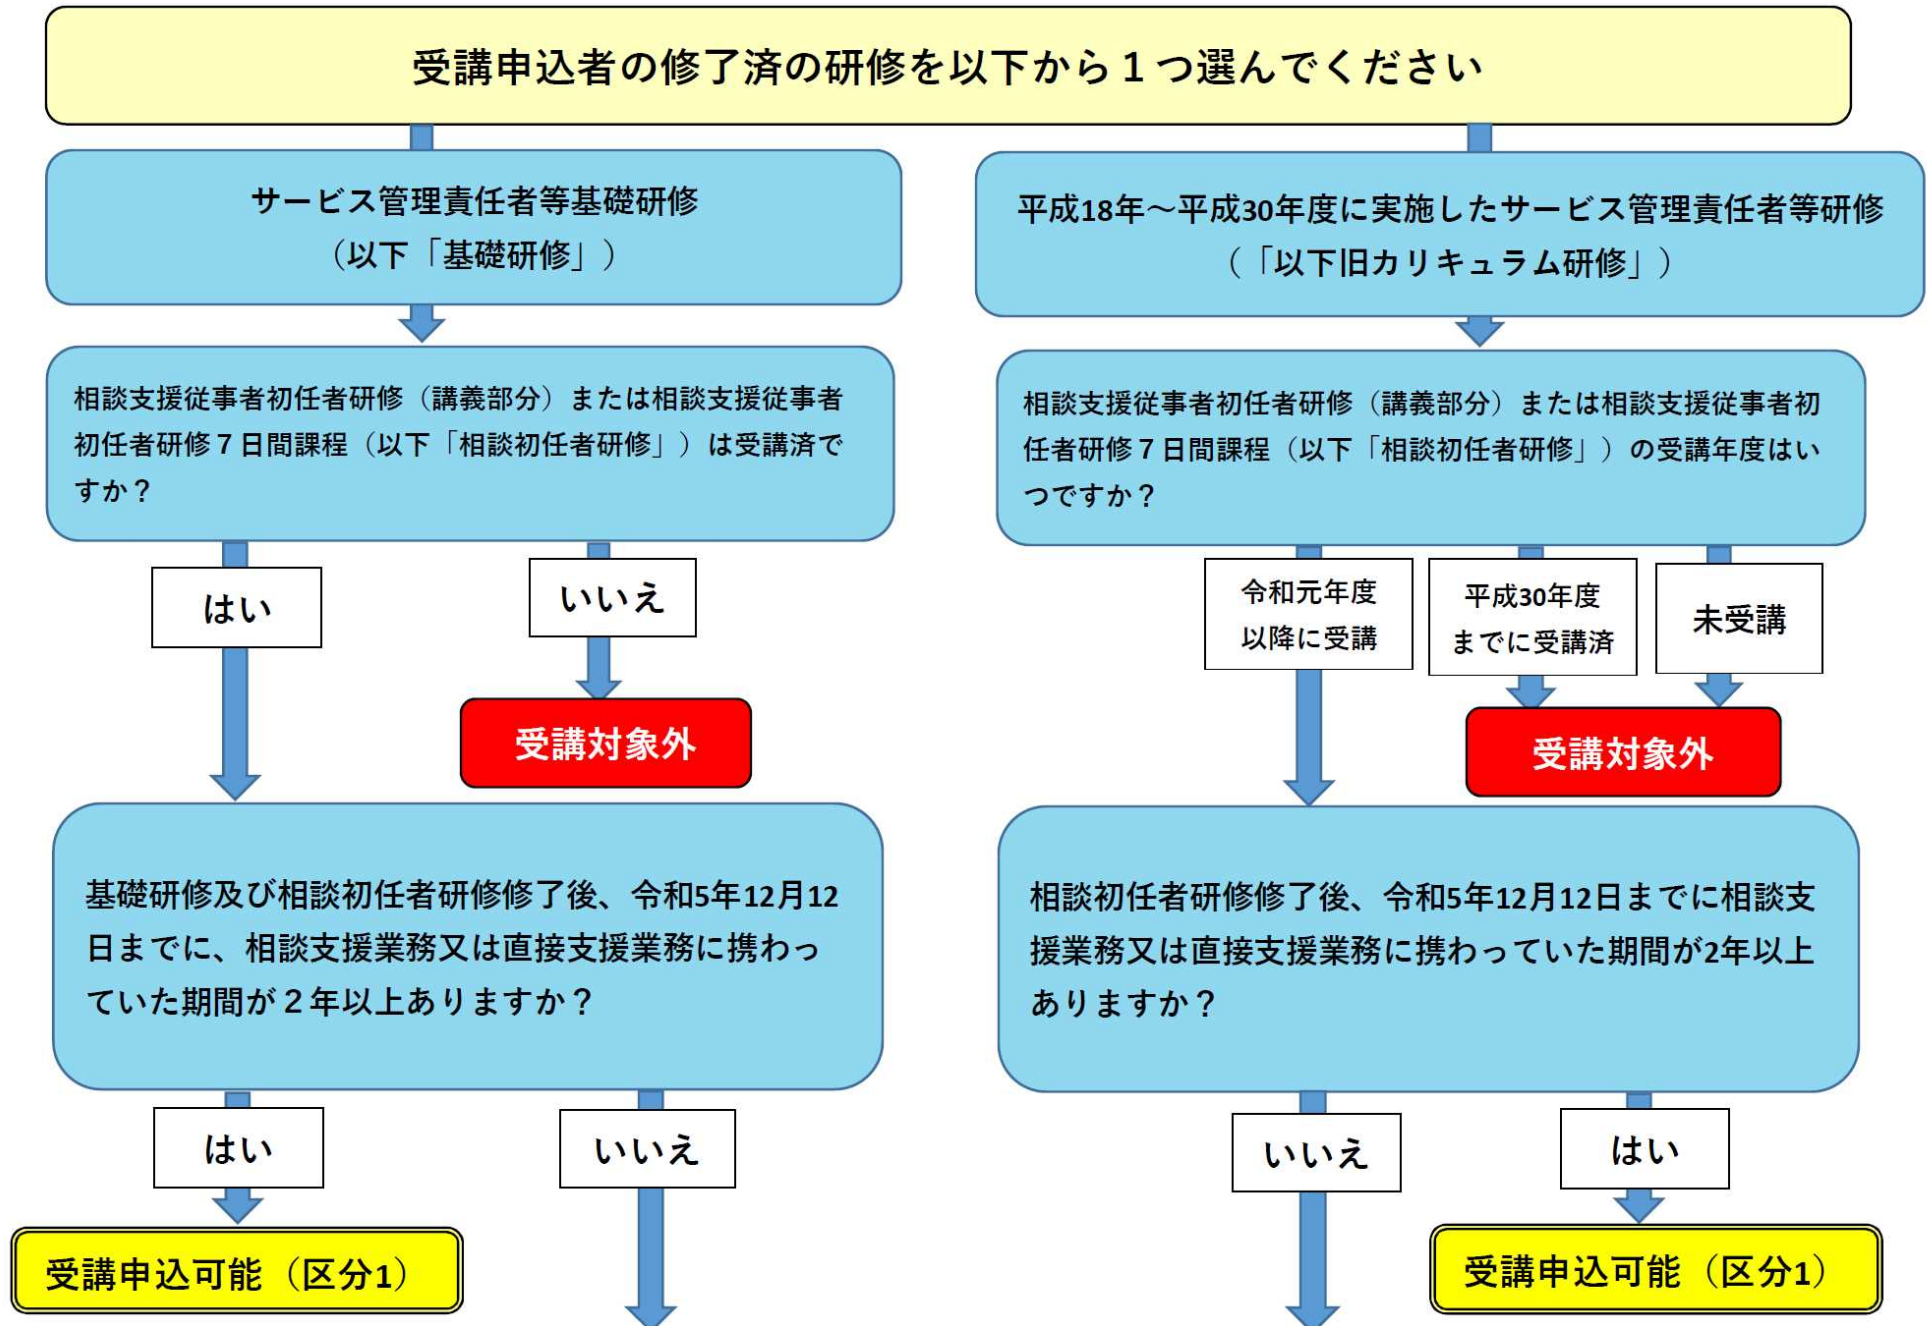 受講申込者の修了済の研修を以下から１つ選んでください
サービス管理責任者等基礎研修
（以下「基礎研修」）
平成18年～平成30年度に実施したサービス管理責任者等研修
（「以下旧カリキュラム研修」）
相談支援従事者初任者研修（講義部分）または相談支援従事者
初任者研修７日間課程（以下「相談初任者研修」）は受講済で
すか？
相談支援従事者初任者研修（講義部分）または相談支援従事者初
任者研修７日間課程（以下「相談初任者研修」）の受講年度はい
つですか？
はい
いいえ
令和元年度
以降に受講
平成30年度
までに受講済
未受講
受講対象外
受講対象外
基礎研修及び相談初任者研修修了後、令和5年12月12
日までに、相談支援業務又は直接支援業務に携わっ
ていた期間が２年以上ありますか？
相談初任者研修修了後、令和5年12月12日までに相談支
援業務又は直接支援業務に携わっていた期間が2年以上
ありますか？
はい
いいえ
いいえ
はい
受講申込可能（区分1）
受講申込可能（区分1）